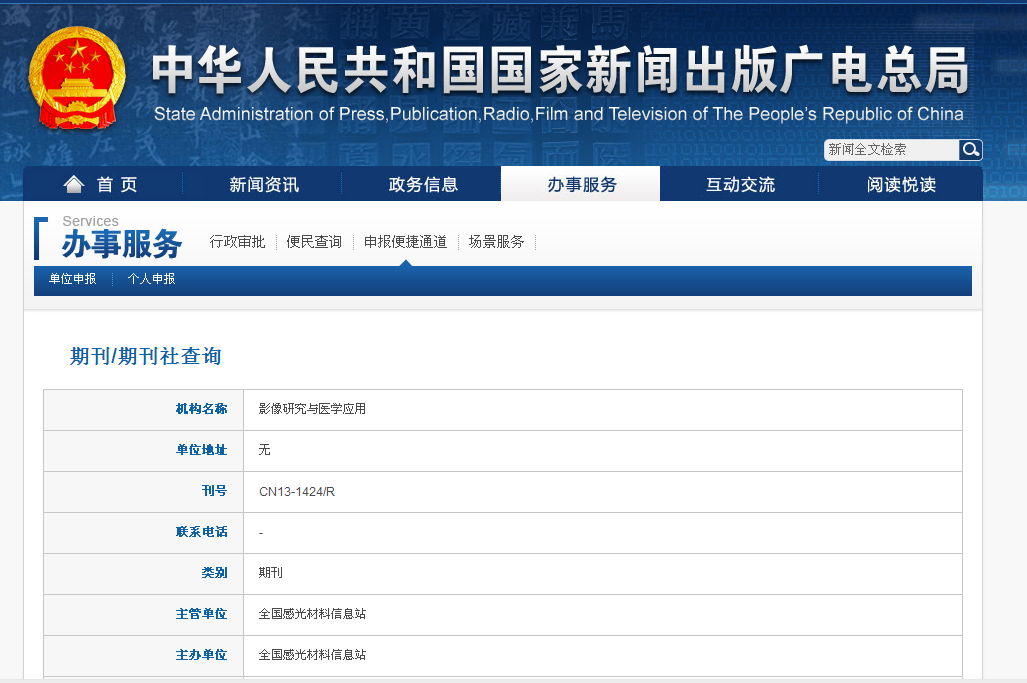 中华人民共和国国家新闻出版广电总局
State Administration of Press,Publication,Radio,Film and Television of The People's Republic of China
新闻全文检索
首 页 新闻资讯 政务信息 办事服务 互动交流 阅读悦读
Services
办事服务 行政审批 便民查询 申报便捷通道 场景服务
单位申报 个人申报
期刊/期刊社查询
机构名称 影像研究与医学应用
单位地址 无
刊号 CN13-1424/R
联系电话 -
类别 期刊
主管单位 全国感光材料信息站
主办单位 全国感光材料信息站